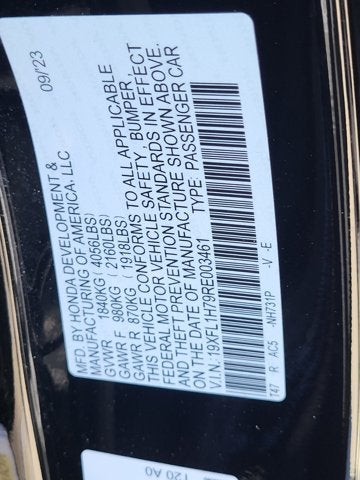 MFD. BY HONDA DEVELOPMENT & 09/23
MANUFACTURING OF AMERICA, LLC
GVWR 1840KG ( 4056LBS)
GAWR F 980KG ( 2160LBS)
GAWR R 870KG ( 1918LBS)
THIS VEHICLE CONFORMS TO ALL APPLICABLE
FEDERAL MOTOR VEHICLE SAFETY, BUMPER,
AND THEFT PREVENTION STANDARDS IN EFFECT
ON THE DATE OF MANUFACTURE SHOWN ABOVE.
V.I.N: 19XFL1H79RE003461 TYPE: PASSENGER CAR
T47 R AC5 -NH731P -V -E
T20 A0